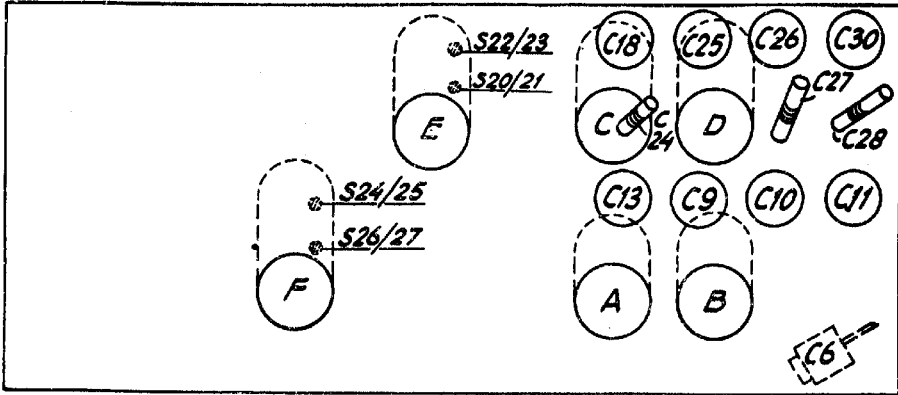 C18 C25 C26 C30
S22/23
S20/21
C27
E C C24 D C28
S24/25
C13 C9 C10 C11
S26/27
F A B
C6